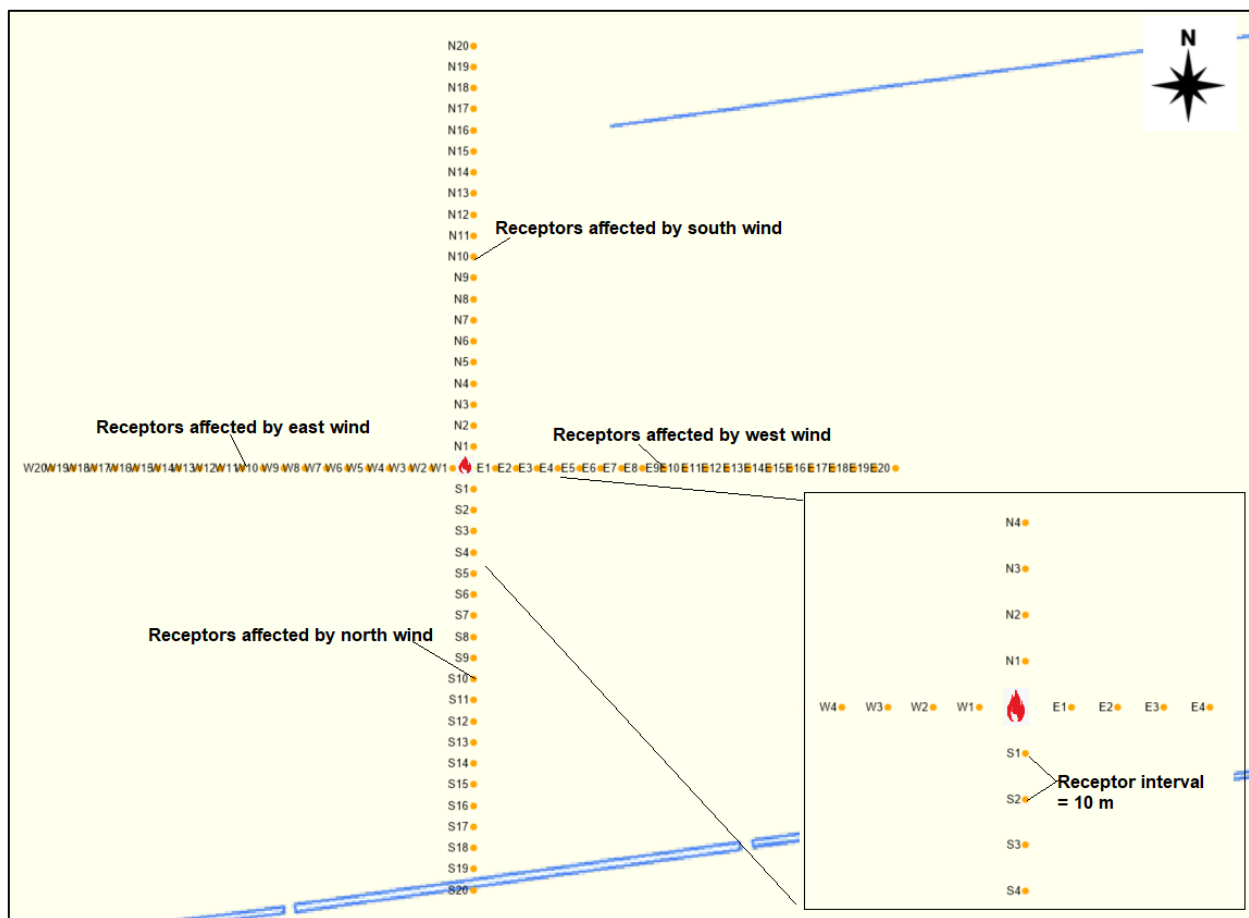 N
N20
N19
N18
N17
N16
N15
N14
N13
N12
N11
Receptors affected by south wind
N10
N9
N8
N7
N6
N5
N4
N3
Receptors affected by east wind
N2
Receptors affected by west wind
N1
W20 W19 W18 W17 W16 W15 W14 W13 W12 W11 W10 W9 W8 W7 W6 W5 W4 W3 W2 W1 E1 E2 E3 E4 E5 E6 E7 E8 E9 E10 E11 E12 E13 E14 E15 E16 E17 E18 E19 E20
S1
S2
S3
S4
S5
S6
S7
Receptors affected by north wind
S8
S9
S10
S11
S12
S13
S14
S15
S16
S17
S18
S19
S20
N4
N3
N2
N1
W4 W3 W2 W1 E1 E2 E3 E4
S1
Receptor interval
= 10 m
S2
S3
S4